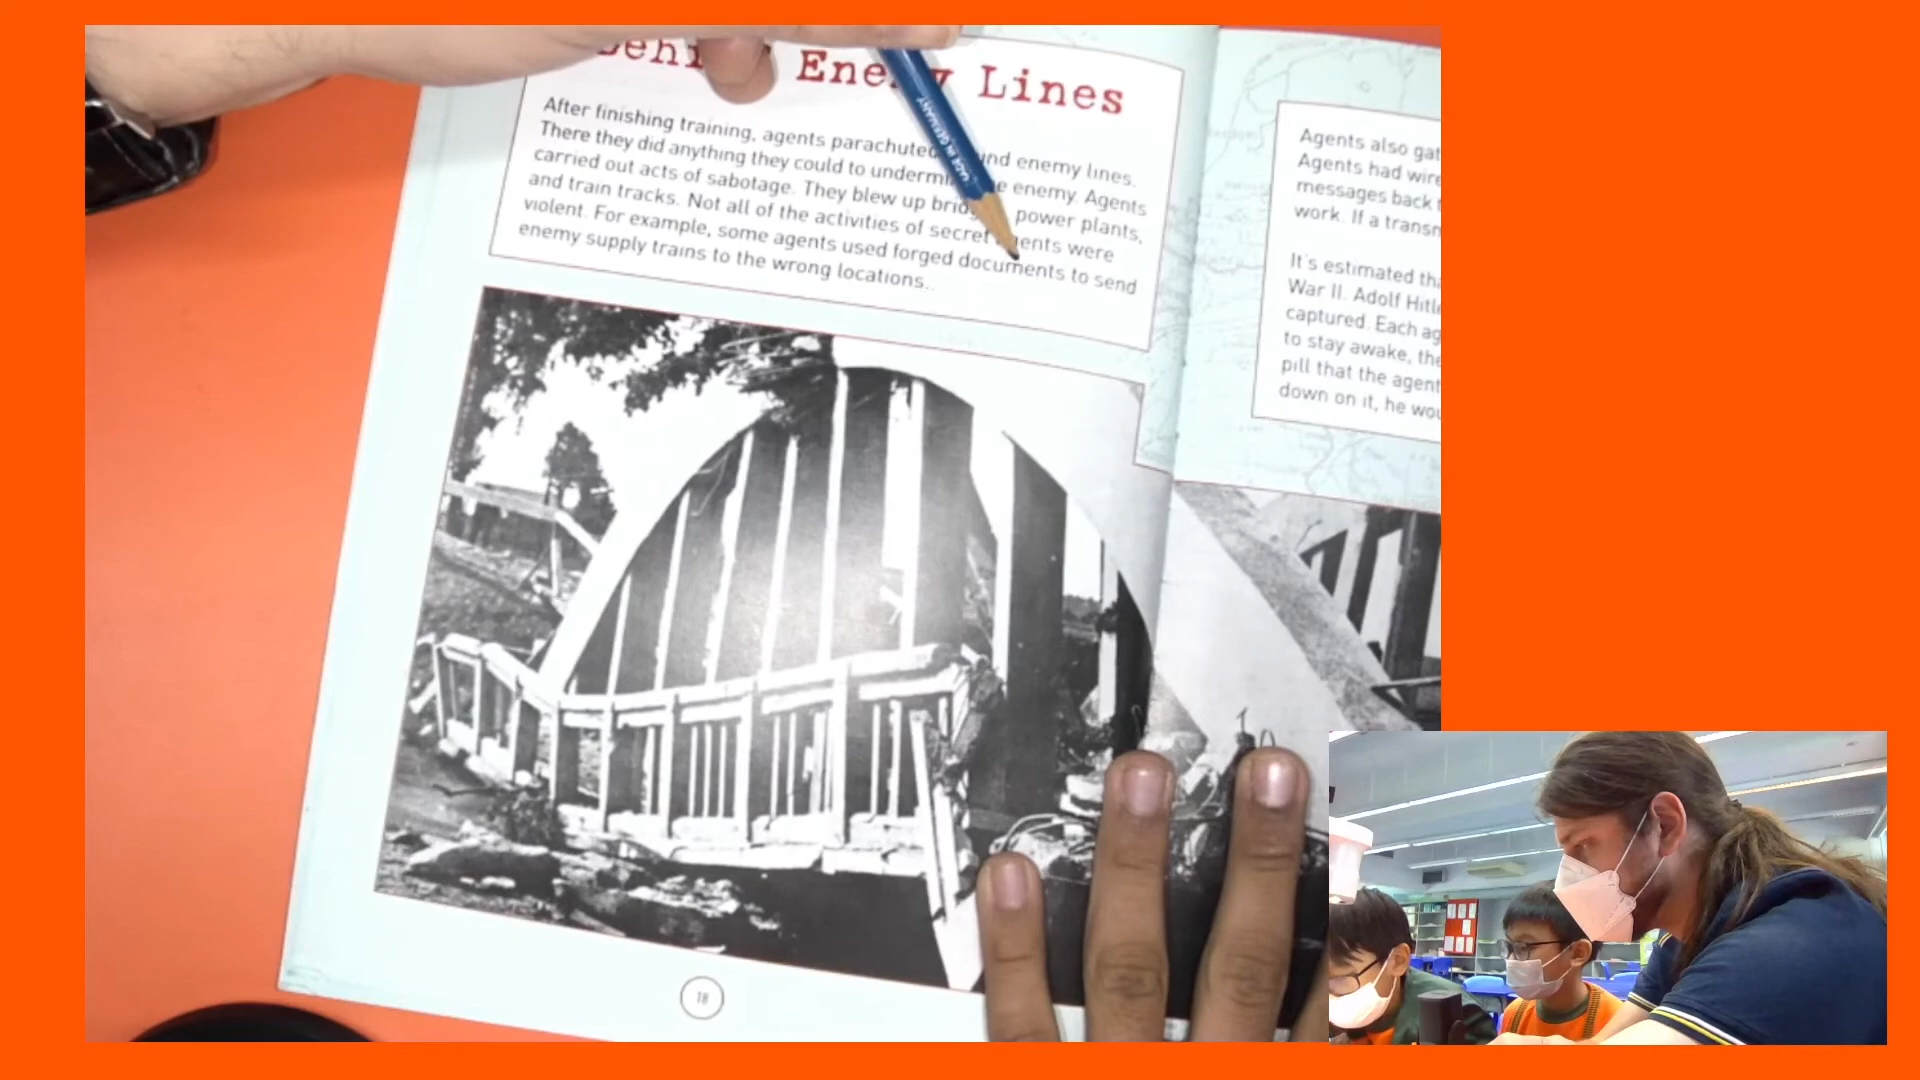 Behind Enemy Lines
After finishing training, agents parachuted behind enemy lines.
There they did anything they could to undermine the enemy. Agents
carried out acts of sabotage. They blew up bridges, power plants,
and train tracks. Not all of the activities of secret agents were
violent. For example, some agents used forged documents to send
enemy supply trains to the wrong locations..
MADE IN GERMANY
18
Agents also gat
Agents had wire
messages back
work. If a transm
It's estimated tha
War II. Adolf Hitle
captured. Each ag
to stay awake, the
pill that the agent
down on it, he wou